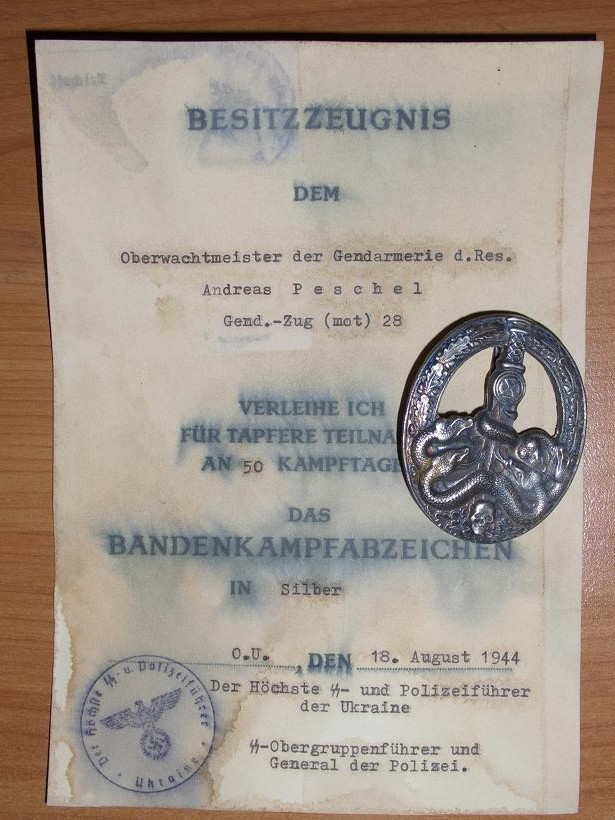 BESITZZEUGNIS
DEM
Oberwachtmeister der Gendarmerie d.Res.
Andreas P e s c h e l
Gend.-Zug (mot) 28
VERLEIHE ICH
FÜR TAPFERE
AN 50 KAMPFTAGE
DAS
BANDENKAMPFABZEICHEN
IN Silber
O.U. , DEN 18. August 1944
Der Höchste ᛋᛋ- und Polizeiführer
der Ukraine
ᛋᛋ-Obergruppenführer und
General der Polizei.
Der Höchste ᛋᛋ- u. Polizeiführer
Ukraine